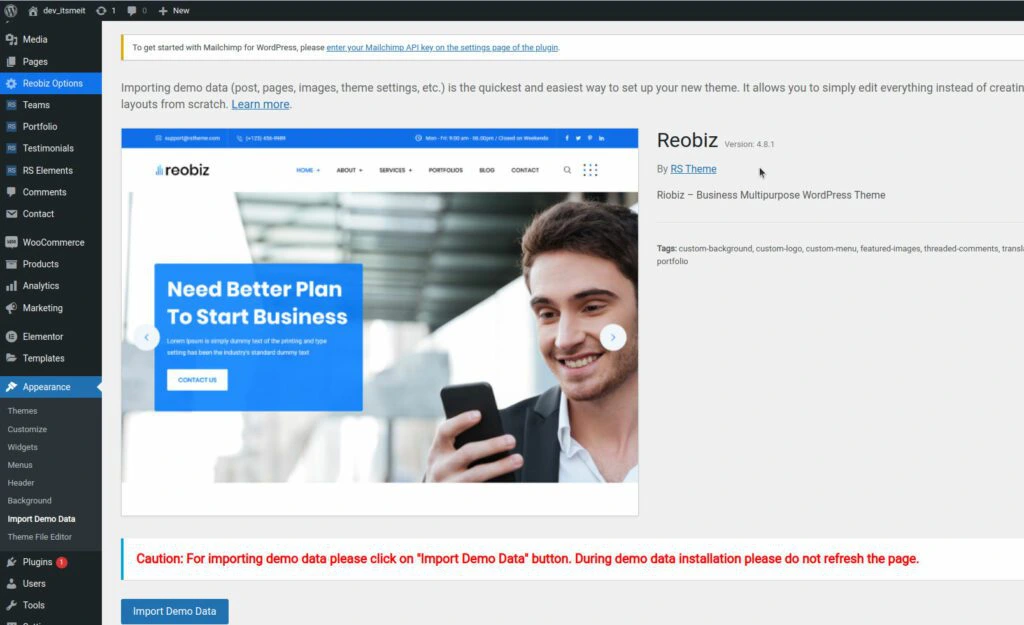 dev_itsmeit
1
0
New
Media
Pages
Reobiz Options
Teams
Portfolio
Testimonials
RS Elements
Comments
Contact
WooCommerce
Products
Analytics
Marketing
Elementor
Templates
Appearance
Themes
Customize
Widgets
Menus
Header
Background
Import Demo Data
Theme File Editor
Plugins 1
Users
Tools
To get started with Mailchimp for WordPress, please enter your Mailchimp API key on the settings page of the plugin.
Importing demo data (post, pages, images, theme settings, etc.) is the quickest and easiest way to set up your new theme. It allows you to simply edit everything instead of creatin
layouts from scratch. Learn more.
support@rstheme.com
(+123) 456-9989
Mon - Fri: 9:00 am - 06.00pm / Closed on Weekends
reobiz
HOME +
ABOUT +
SERVICES +
PORTFOLIOS
BLOG
CONTACT
Need Better Plan
To Start Business
Lorem Ipsum is simply dummy text of the printing and type
setting has been the industry's standard dummy text
CONTACT US
Reobiz Version: 4.8.1
By RS Theme
Riobiz – Business Multipurpose WordPress Theme
Tags: custom-background, custom-logo, custom-menu, featured-images, threaded-comments, transla
portfolio
Caution: For importing demo data please click on "Import Demo Data" button. During demo data installation please do not refresh the page.
Import Demo Data